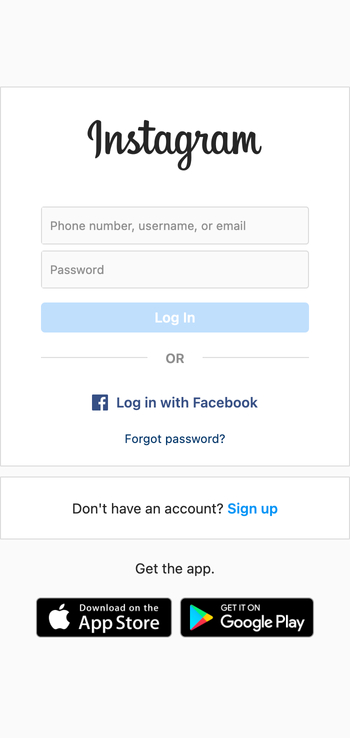 Instagram
Phone number, username, or email
Password
Log In
OR
Log in with Facebook
Forgot password?
Don't have an account? Sign up
Get the app.
Download on the
App Store
GET IT ON
Google Play